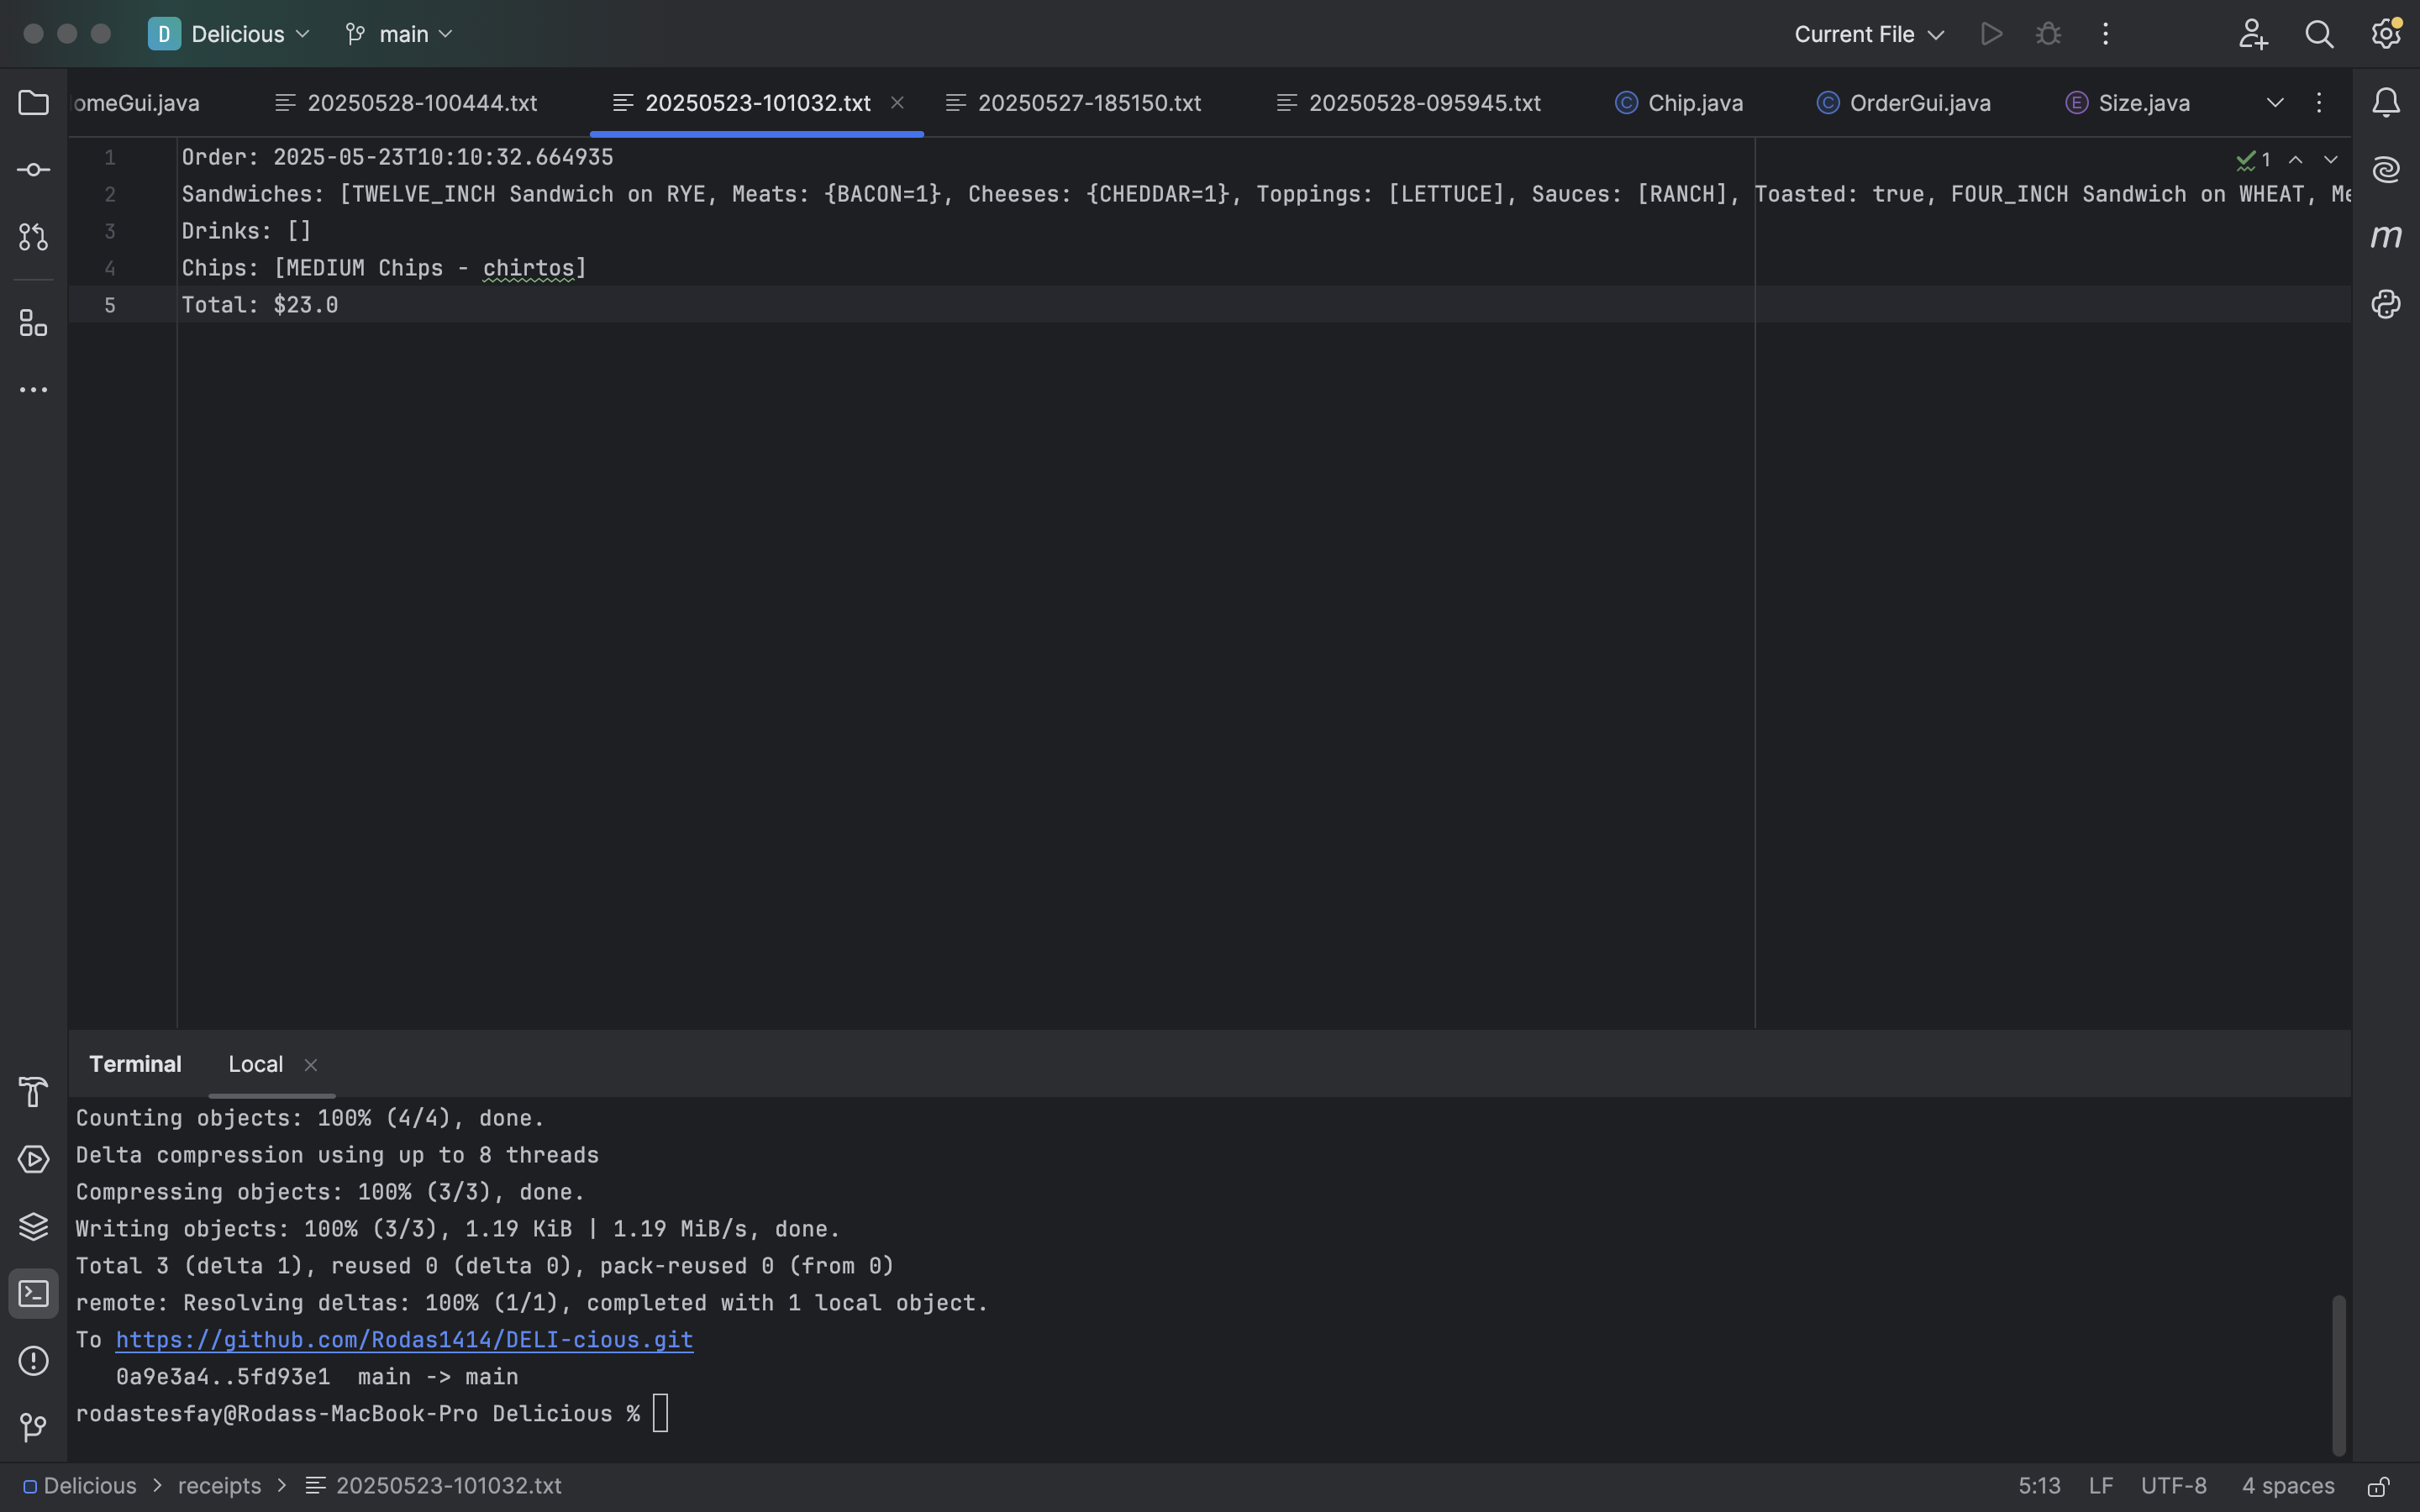 D Delicious main Current File
omeGui.java 20250528-100444.txt 20250523-101032.txt 20250527-185150.txt 20250528-095945.txt Chip.java OrderGui.java Size.java
1 Order: 2025-05-23T10:10:32.664935
2 Sandwiches: [TWELVE_INCH Sandwich on RYE, Meats: {BACON=1}, Cheeses: {CHEDDAR=1}, Toppings: [LETTUCE], Sauces: [RANCH], Toasted: true, FOUR_INCH Sandwich on WHEAT, Me
3 Drinks: []
4 Chips: [MEDIUM Chips - chirtos]
5 Total: $23.0
1
Terminal Local
Counting objects: 100% (4/4), done.
Delta compression using up to 8 threads
Compressing objects: 100% (3/3), done.
Writing objects: 100% (3/3), 1.19 KiB | 1.19 MiB/s, done.
Total 3 (delta 1), reused 0 (delta 0), pack-reused 0 (from 0)
remote: Resolving deltas: 100% (1/1), completed with 1 local object.
To https://github.com/Rodas1414/DELI-cious.git
0a9e3a4..5fd93e1 main -> main
rodastesfay@Rodass-MacBook-Pro Delicious %
Delicious > receipts > 20250523-101032.txt 5:13 LF UTF-8 4 spaces